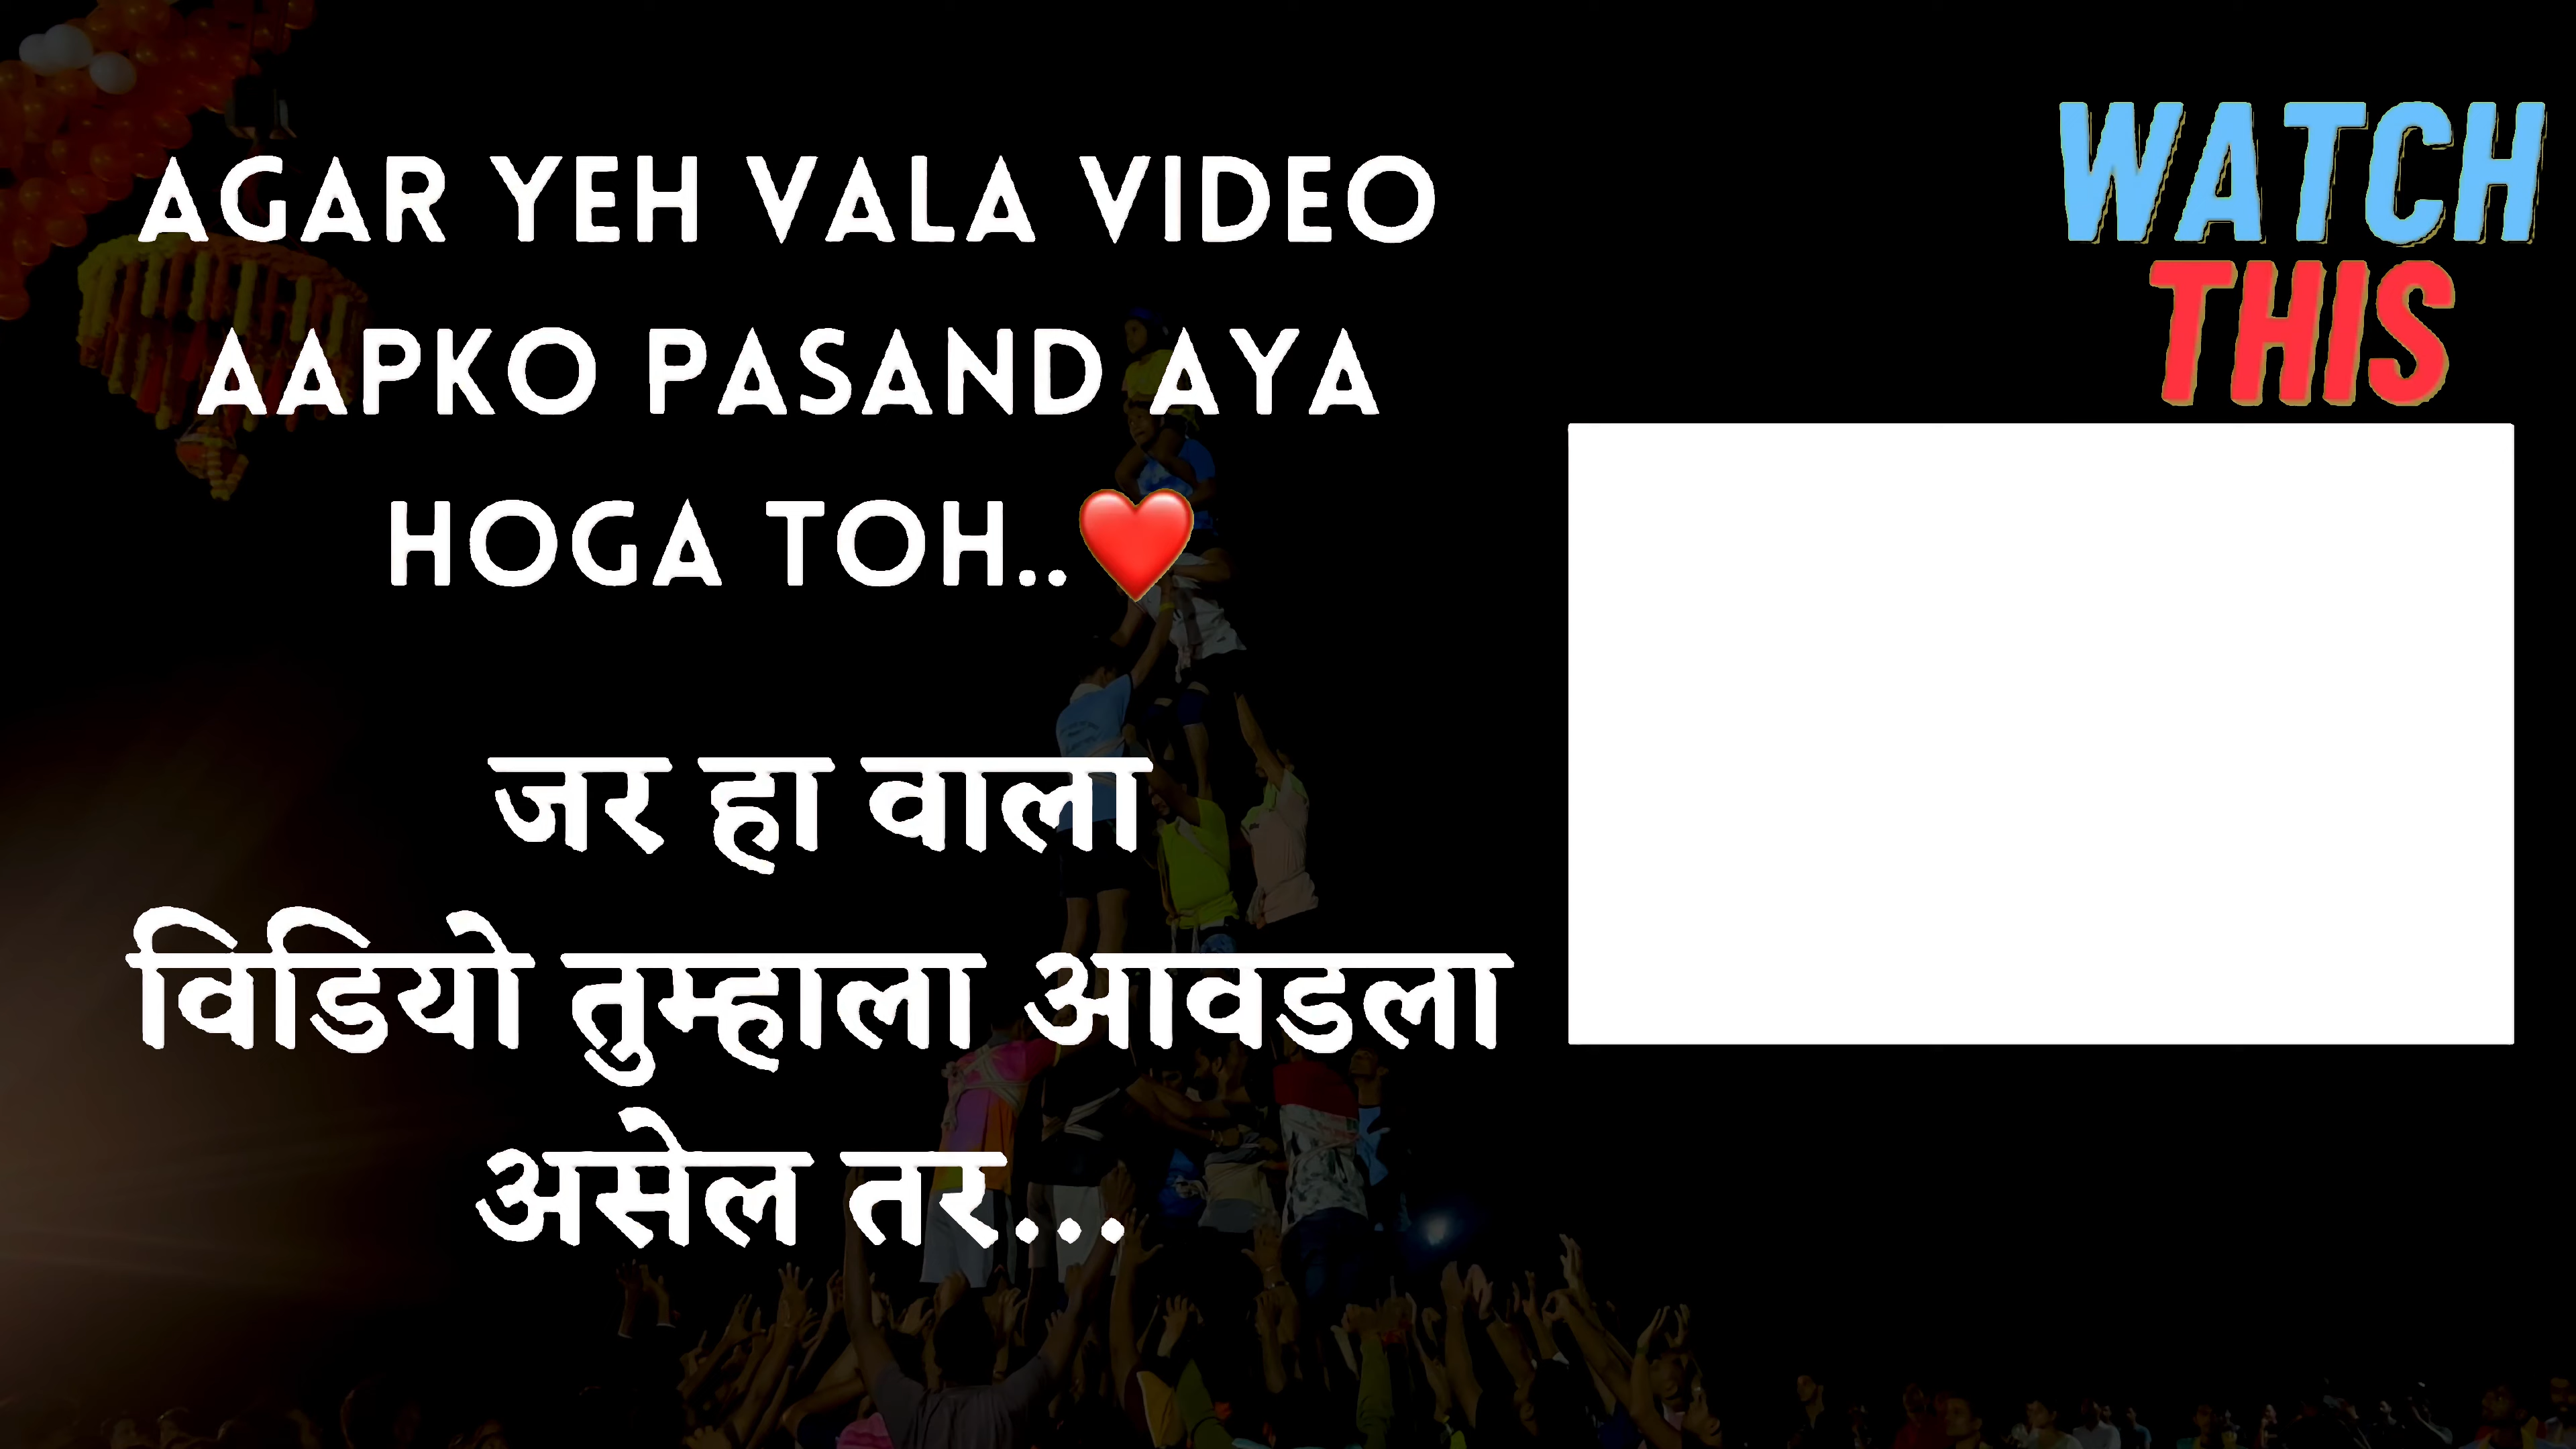 AGAR YEH VALA VIDEO
AAPKO PASAND AYA
HOGA TOH..❤️
जर हा वाला
विडियो तुम्हाला आवडला
असेल तर...
WATCH
THIS